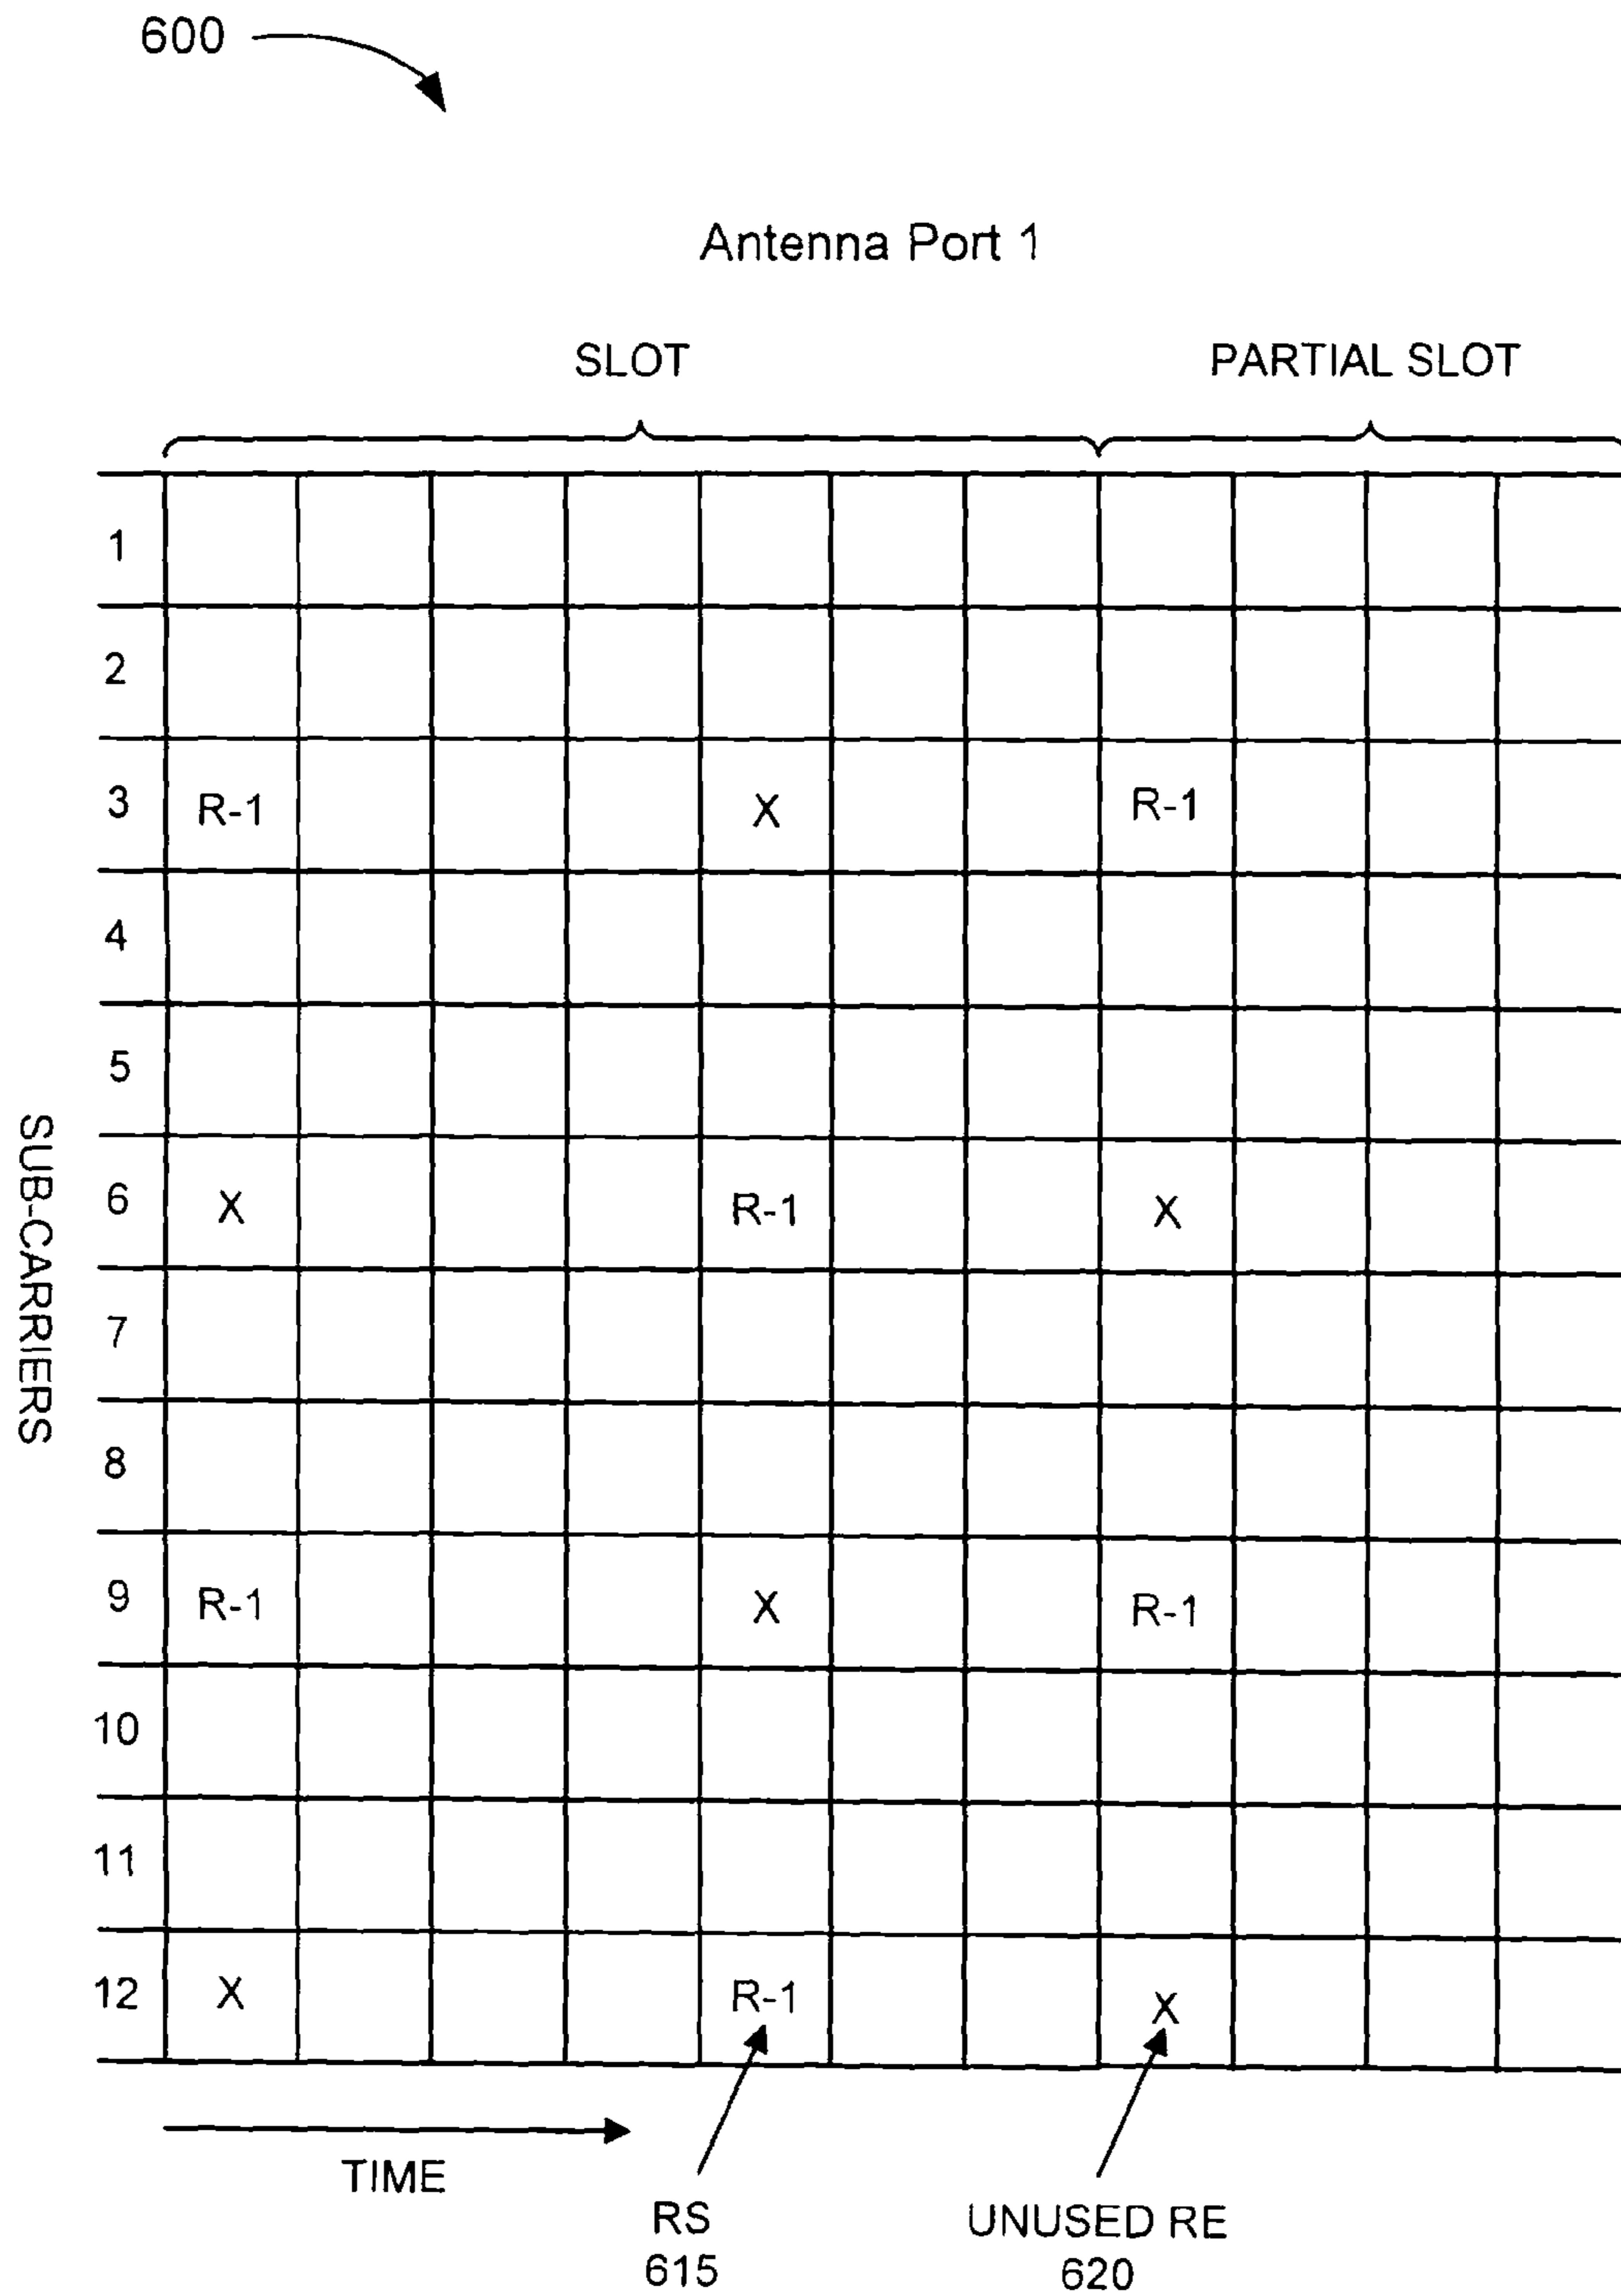 600
Antenna Port 1
SLOT PARTIAL SLOT
1
2
3 R-1 X R-1
4
5
6 X R-1 X
7
8
9 R-1 X R-1
10
11
12 X R-1 X
SUB-CARRIERS
TIME
RS
615
UNUSED RE
620